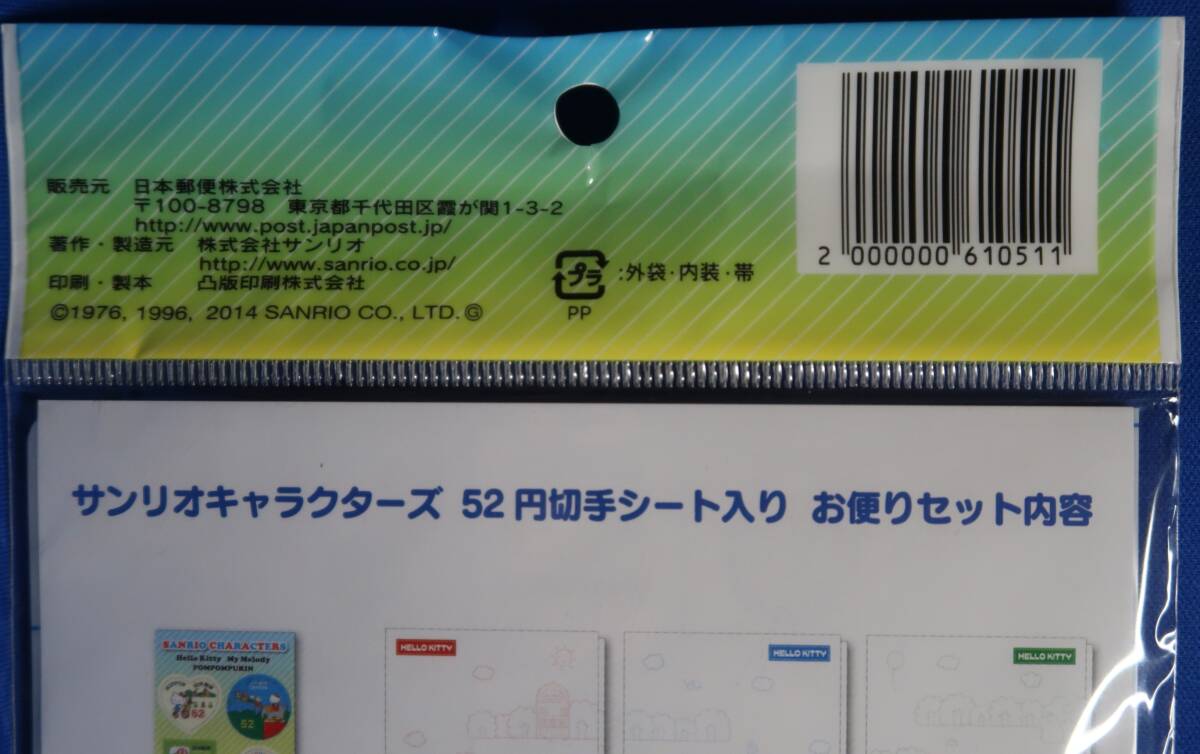 販売元 日本郵便株式会社
〒100-8798 東京都千代田区霞が関1-3-2
http://www.post.japanpost.jp/
著作・製造元 株式会社サンリオ
http://www.sanrio.co.jp/
印刷・製本 凸版印刷株式会社
©1976, 1996, 2014 SANRIO CO., LTD. Ⓖ
プラ :外袋・内装・帯
PP
2 000000 610511
サンリオキャラクターズ 52円切手シート入り お便りセット内容
SANRIO CHARACTERS
Hello Kitty My Melody
POMPOMPURIN
52
52
HELLO KITTY
HELLO KITTY
HELLO KITTY